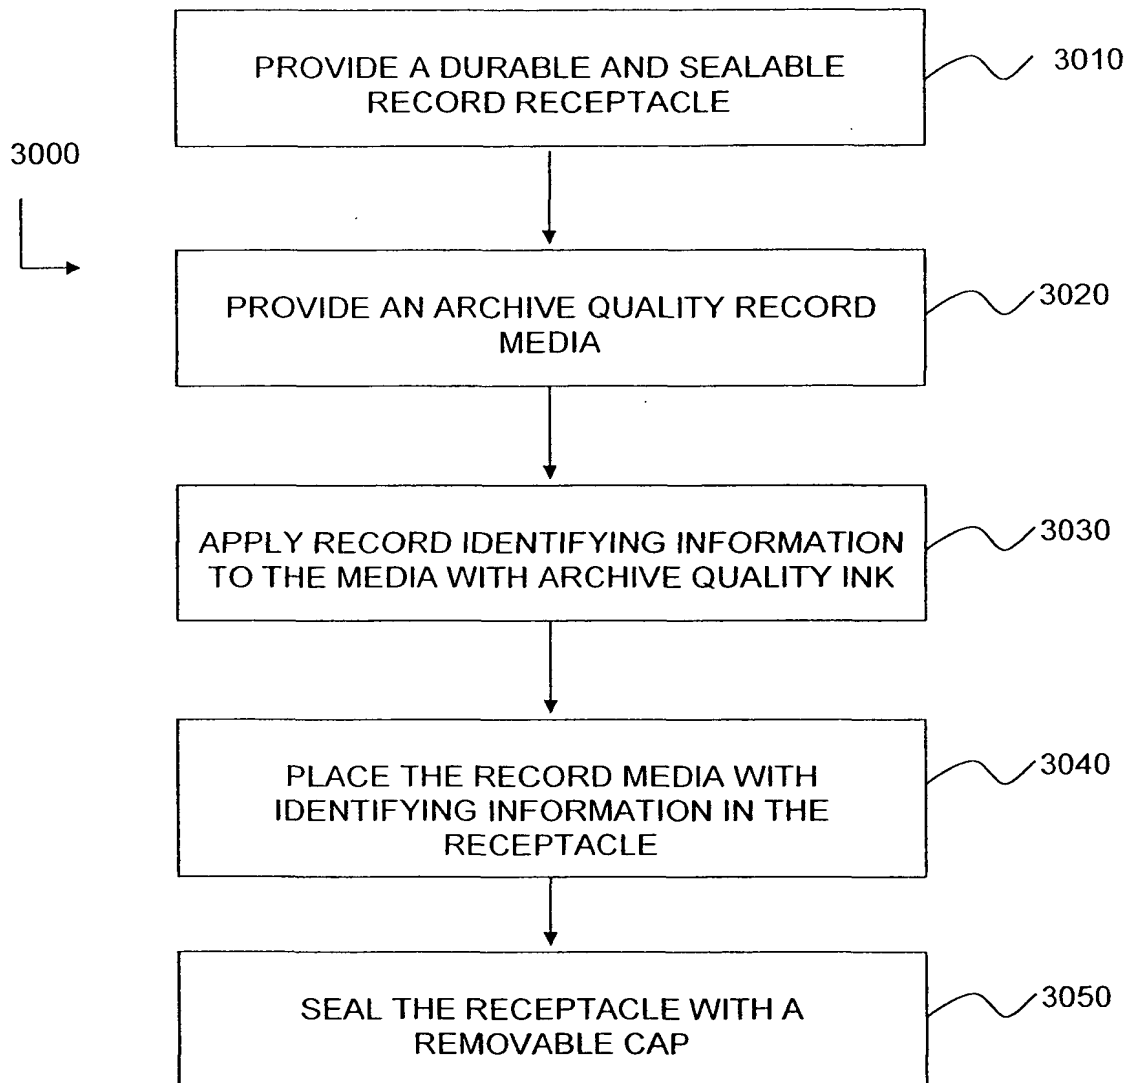 PROVIDE A DURABLE AND SEALABLE
RECORD RECEPTACLE
3010
3000
PROVIDE AN ARCHIVE QUALITY RECORD
MEDIA
3020
APPLY RECORD IDENTIFYING INFORMATION
TO THE MEDIA WITH ARCHIVE QUALITY INK
3030
PLACE THE RECORD MEDIA WITH
IDENTIFYING INFORMATION IN THE
RECEPTACLE
3040
SEAL THE RECEPTACLE WITH A
REMOVABLE CAP
3050